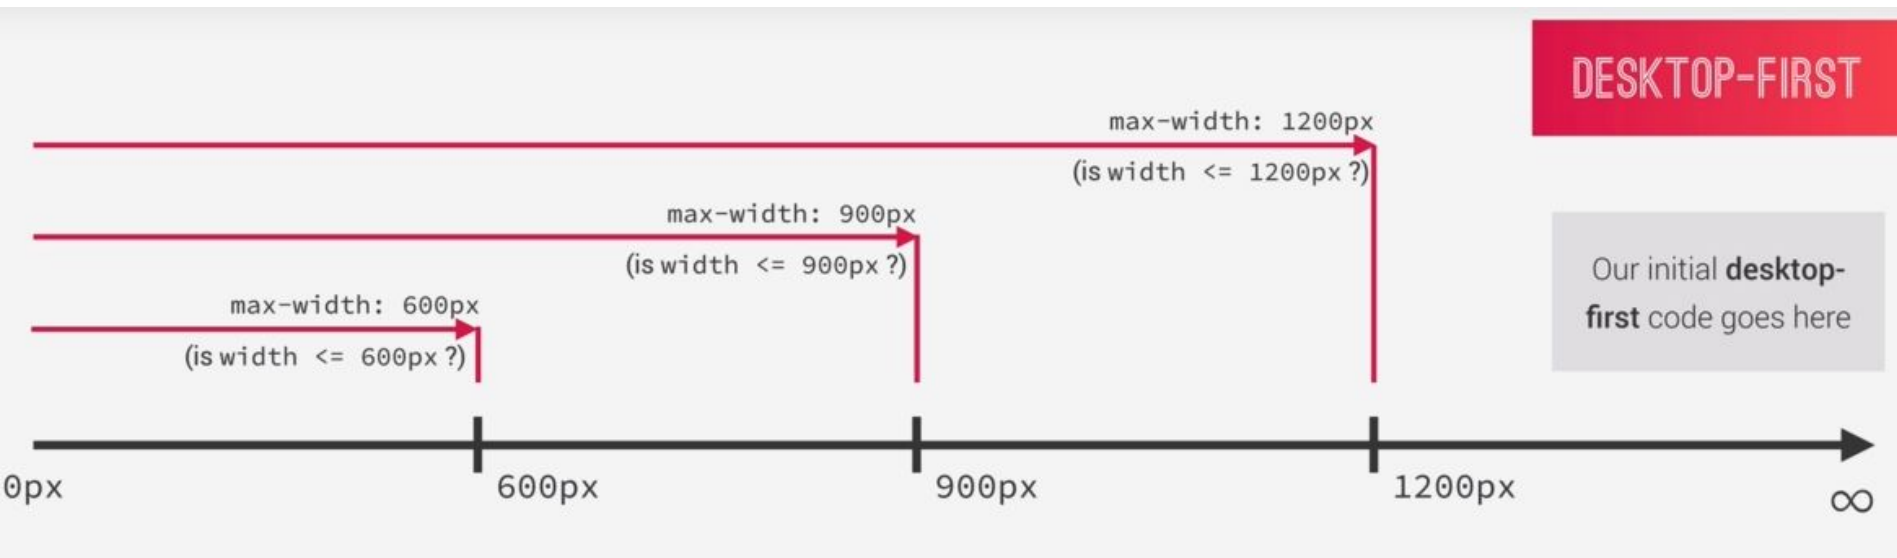 DESKTOP-FIRST
max-width: 1200px
(is width <= 1200px ?)
max-width: 900px
(is width <= 900px ?)
Our initial desktop-
first code goes here
max-width: 600px
(is width <= 600px ?)
0px
600px
900px
1200px
∞